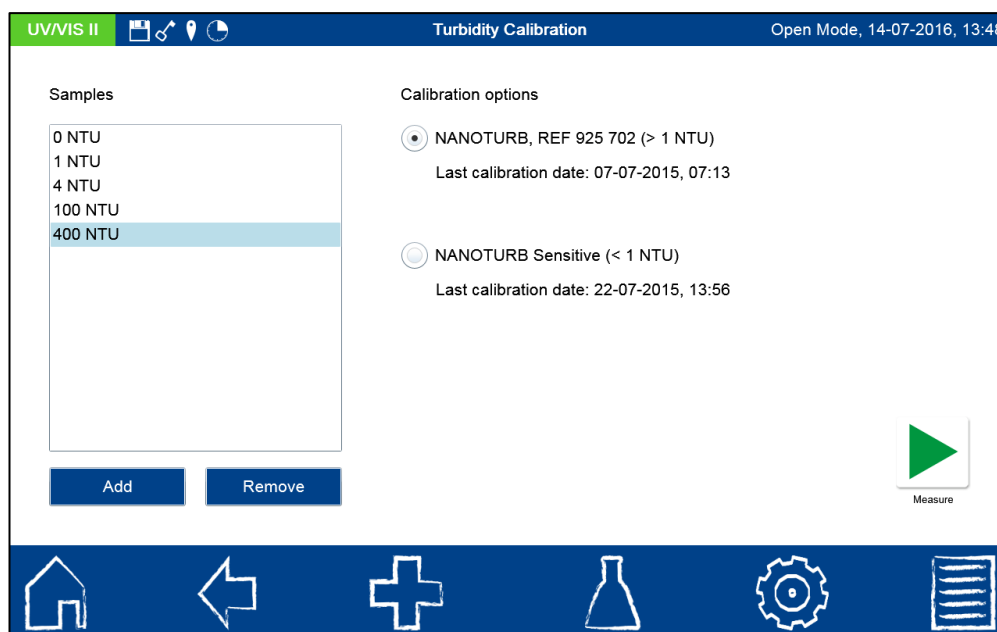 UV/VIS II Turbidity Calibration Open Mode, 14-07-2016, 13:48
Samples
0 NTU
1 NTU
4 NTU
100 NTU
400 NTU
Add Remove
Calibration options
NANOTURB, REF 925 702 (> 1 NTU)
Last calibration date: 07-07-2015, 07:13
NANOTURB Sensitive (< 1 NTU)
Last calibration date: 22-07-2015, 13:56
Measure